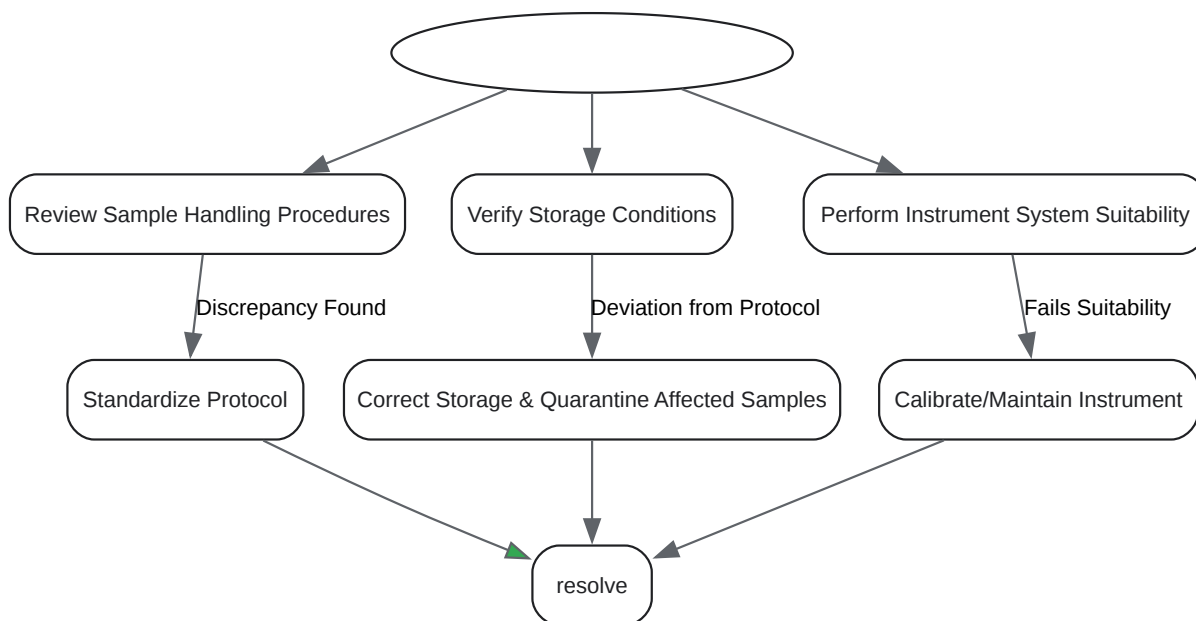 Review Sample Handling Procedures
Verify Storage Conditions
Perform Instrument System Suitability
Discrepancy Found
Deviation from Protocol
Fails Suitability
Standardize Protocol
Correct Storage & Quarantine Affected Samples
Calibrate/Maintain Instrument
resolve